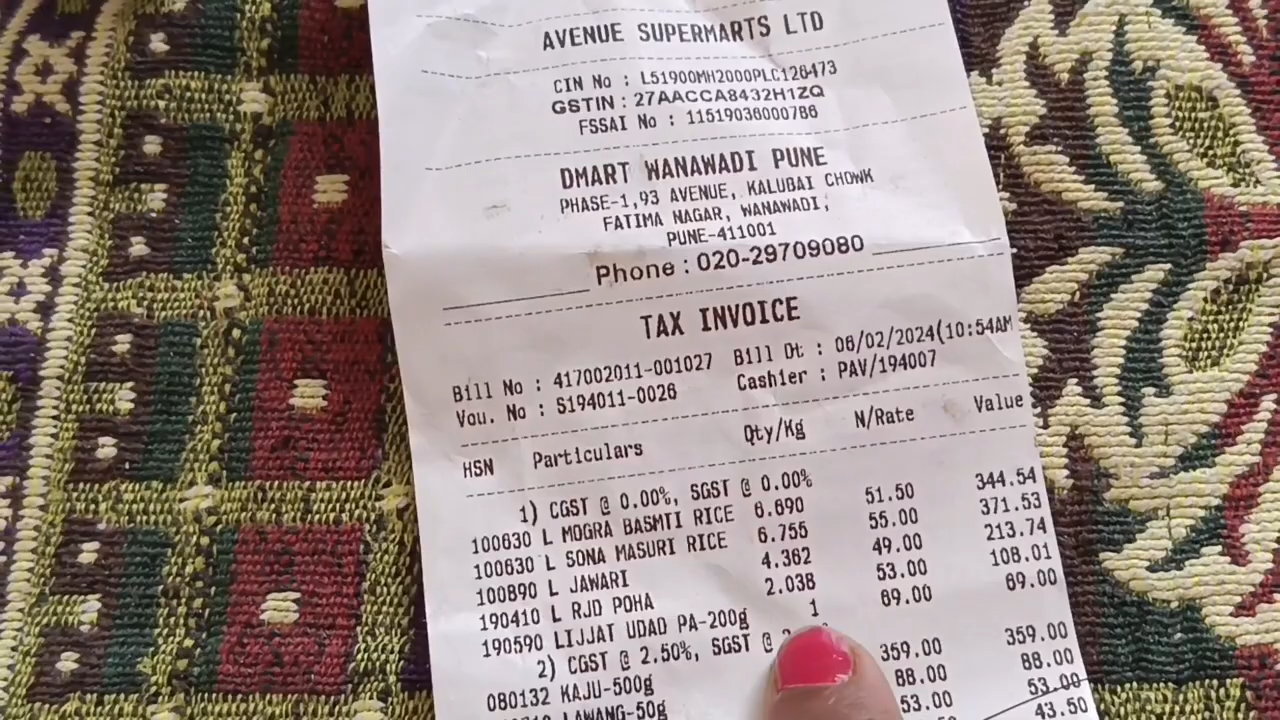 AVENUE SUPERMARTS LTD
CIN No : L51900MH2000PLC126473
GSTIN : 27AACCA8432H1ZQ
FSSAI No : 11519036000786
DMART WANAWADI PUNE
PHASE-1,93 AVENUE, KALUBAI CHOWK
FATIMA NAGAR, WANAWADI,
PUNE-411001
Phone : 020-29709080
TAX INVOICE
Bill No : 417002011-001027 Bill Dt : 06/02/2024(10:54AM
Vou. No : S194011-0026 Cashier : PAV/194007
HSN Particulars Qty/Kg N/Rate Value
1) CGST @ 0.00%, SGST @ 0.00%
100630 L MOGRA BASMTI RICE 6.690 51.50 344.54
100630 L SONA MASURI RICE 6.755 55.00 371.53
100890 L JAWARI 4.362 49.00 213.74
190410 L RJD POHA 2.038 53.00 108.01
190590 LIJJAT UDAD PA-200g 1 69.00 69.00
2) CGST @ 2.50%, SGST @
080132 KAJU-500g 359.00 359.00
LAWANG-50g 88.00 88.00
53.00 53.00
43.50